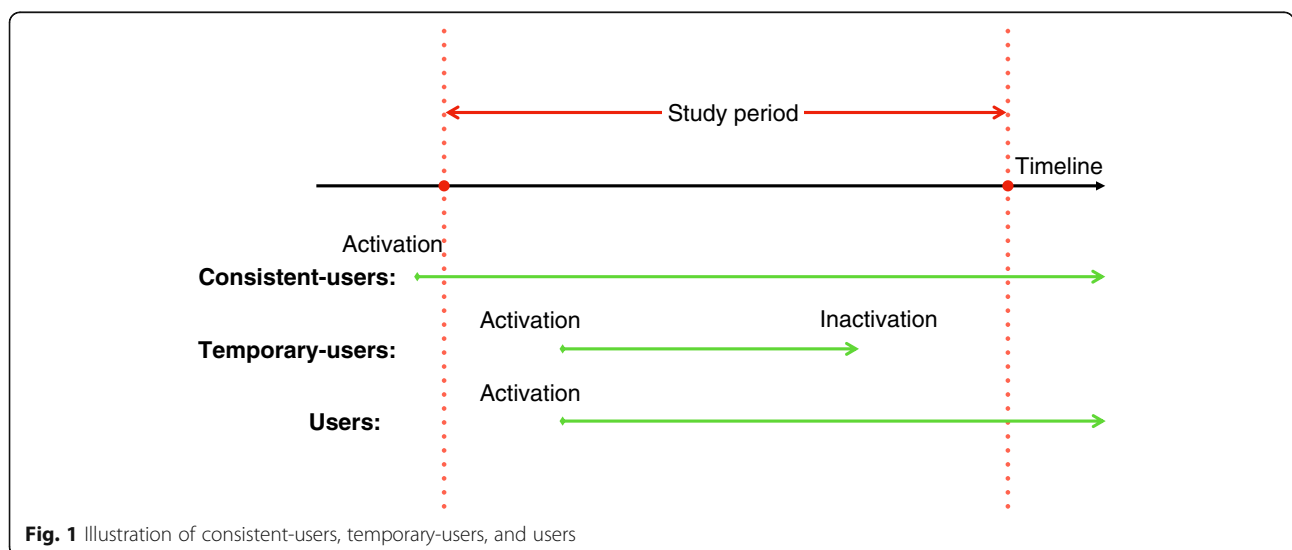 Study period
Timeline
Activation
Consistent-users:
Activation Inactivation
Temporary-users:
Activation
Users:
Fig. 1 Illustration of consistent-users, temporary-users, and users